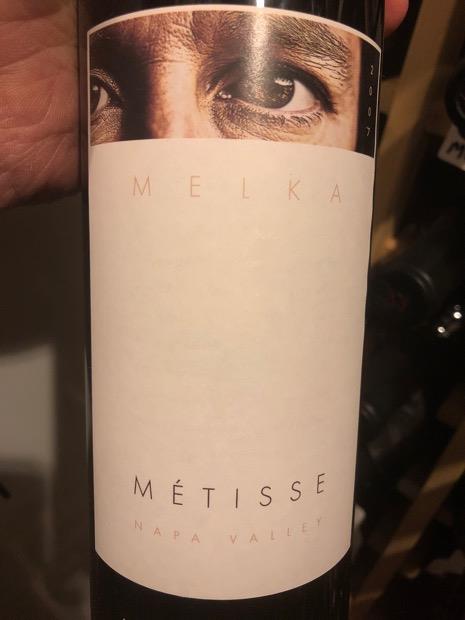 2007
MELKA
MÉTISSE
NAPA VALLEY